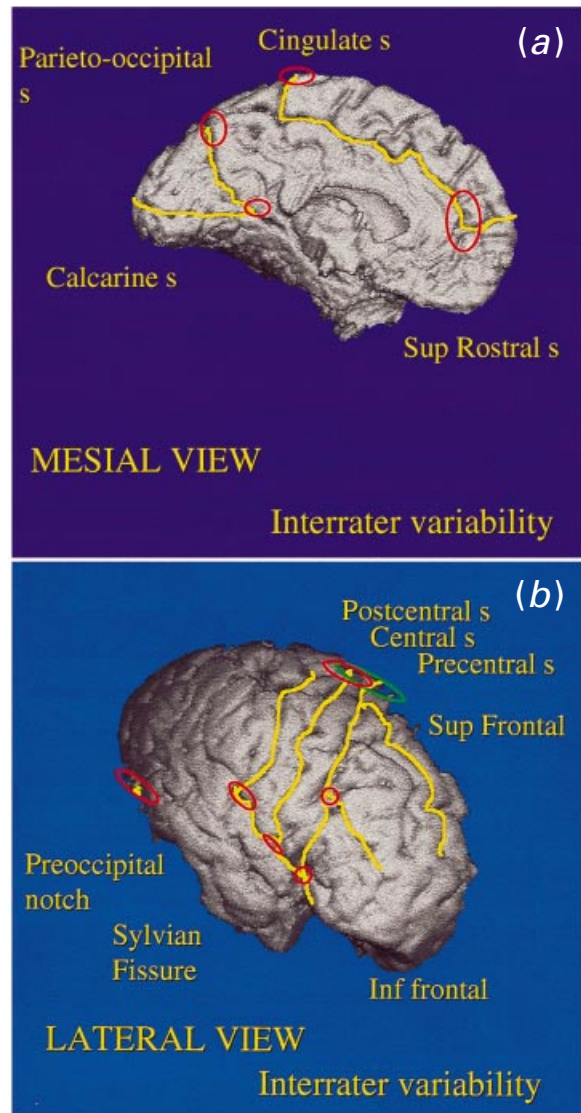 (a)
Cingulate s
Parieto-occipital
s
Calcarine s
Sup Rostral s
MESIAL VIEW
Interrater variability
(b)
Postcentral s
Central s
Precentral s
Sup Frontal
Preoccipital
notch
Sylvian
Fissure
Inf frontal
LATERAL VIEW
Interrater variability